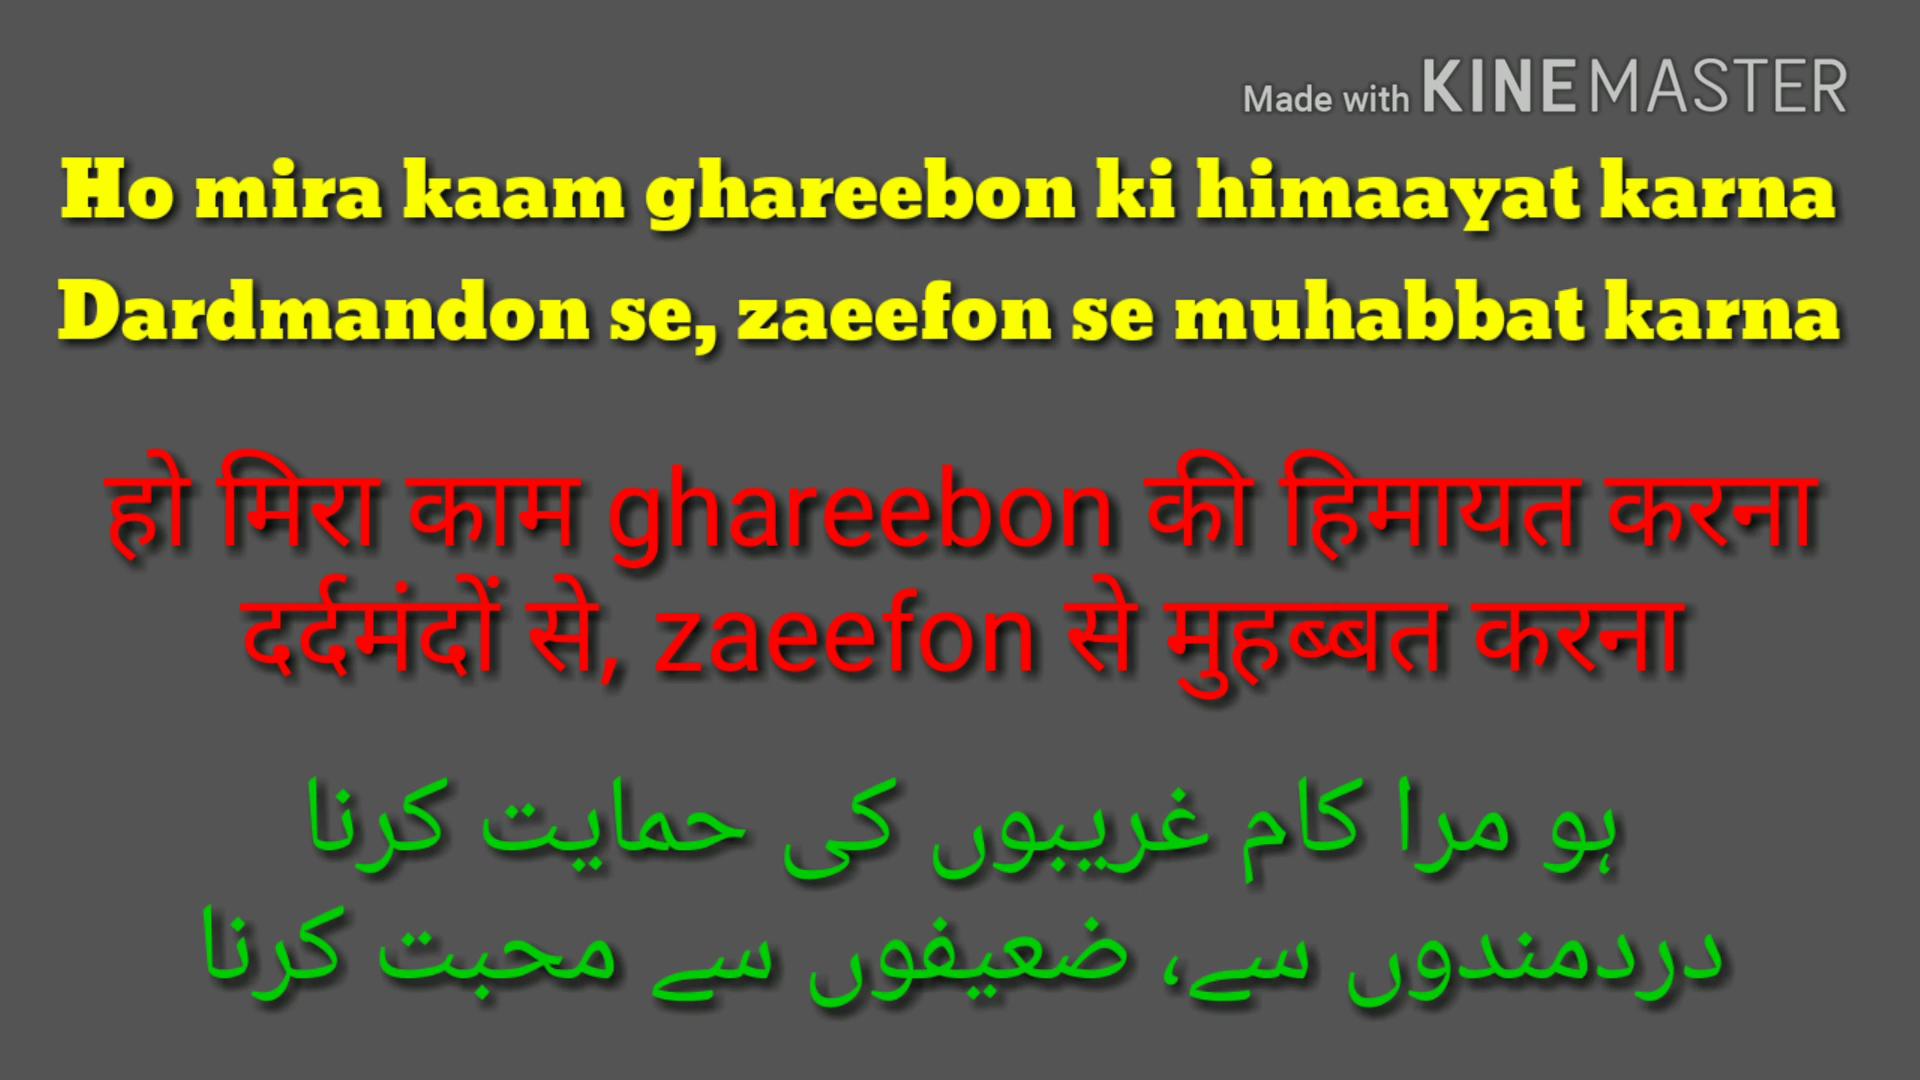 Made with KINEMASTER
Ho mira kaam ghareebon ki himaayat karna
Dardmandon se, zaeefon se muhabbat karna
हो मिरा काम ghareebon की हिमायत करना
दर्दमंदों से, zaeefon से मुहब्बत करना
ہو مرا کام غریبوں کی حمایت کرنا
دردمندوں سے، ضعیفوں سے محبت کرنا